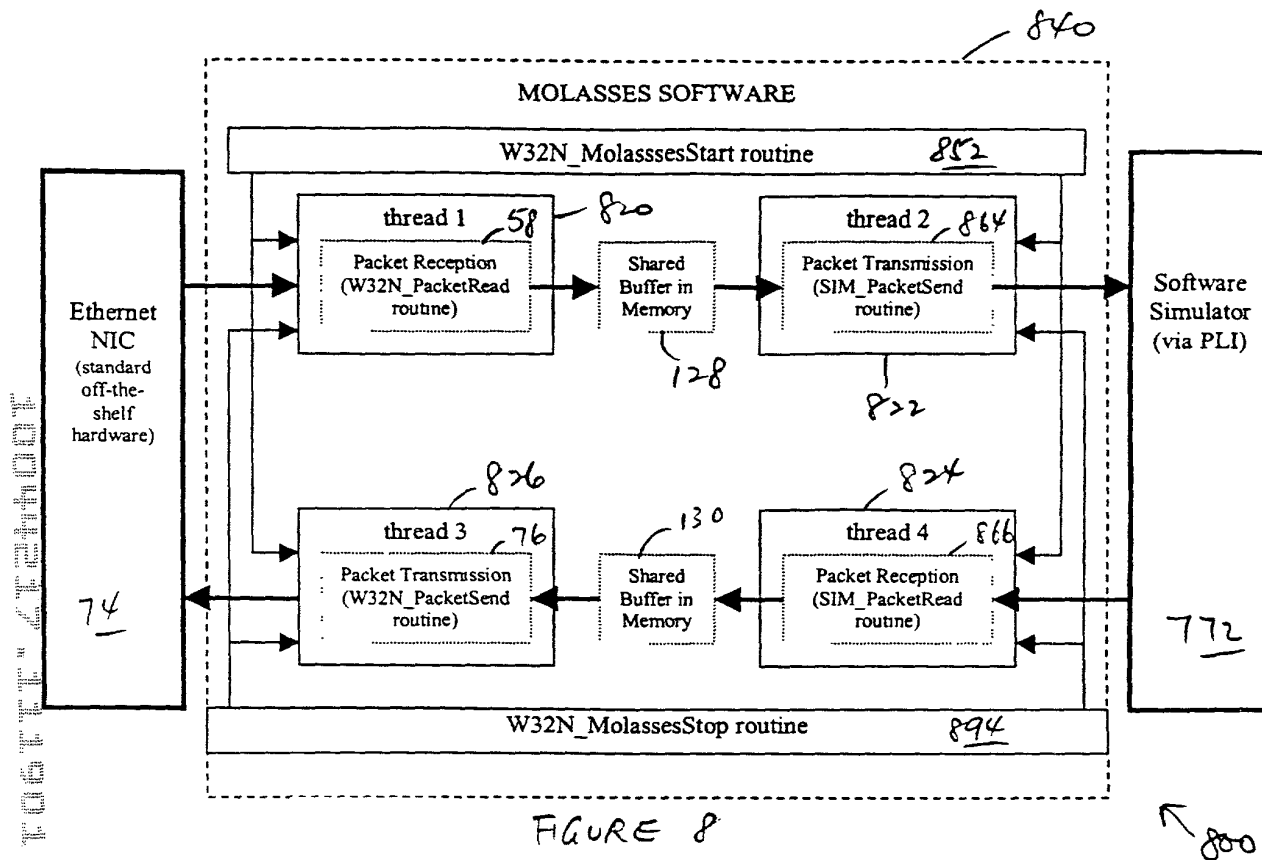 840
MOLASSES SOFTWARE
W32N_MolasssesStart routine 852
Ethernet
NIC
(standard
off-the-
shelf
hardware)
74
thread 1
820
58
Packet Reception
(W32N_PacketRead
routine)
Shared
Buffer in
Memory
128
thread 2
864
Packet Transmission
(SIM_PacketSend
routine)
822
Software
Simulator
(via PLI)
772
826
thread 3
76
Packet Transmission
(W32N_PacketSend
routine)
130
Shared
Buffer in
Memory
824
thread 4
866
Packet Reception
(SIM_PacketRead
routine)
W32N_MolassesStop routine 894
FIGURE 8
800